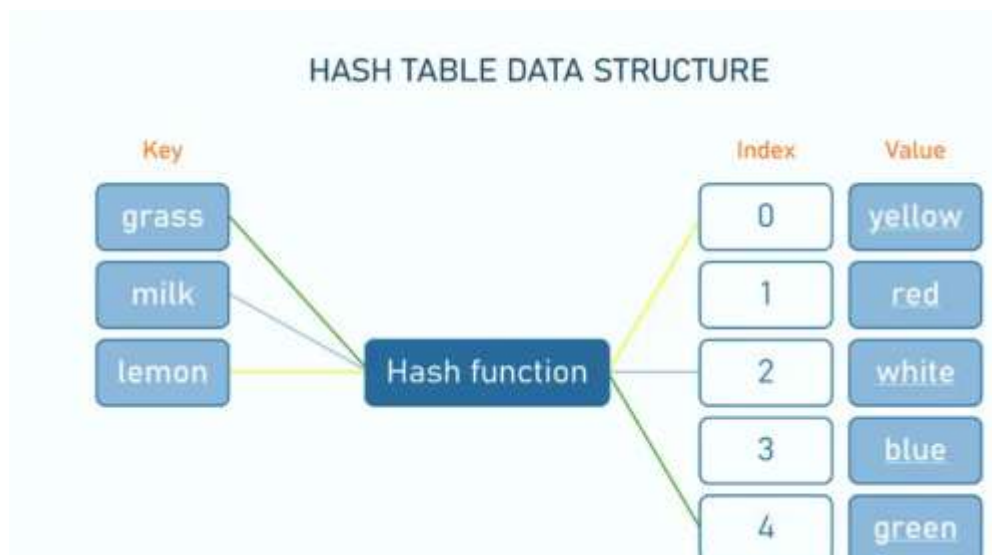 HASH TABLE DATA STRUCTURE
Key
Index
Value
grass
0
yellow
milk
1
red
lemon
Hash function
2
white
3
blue
4
green